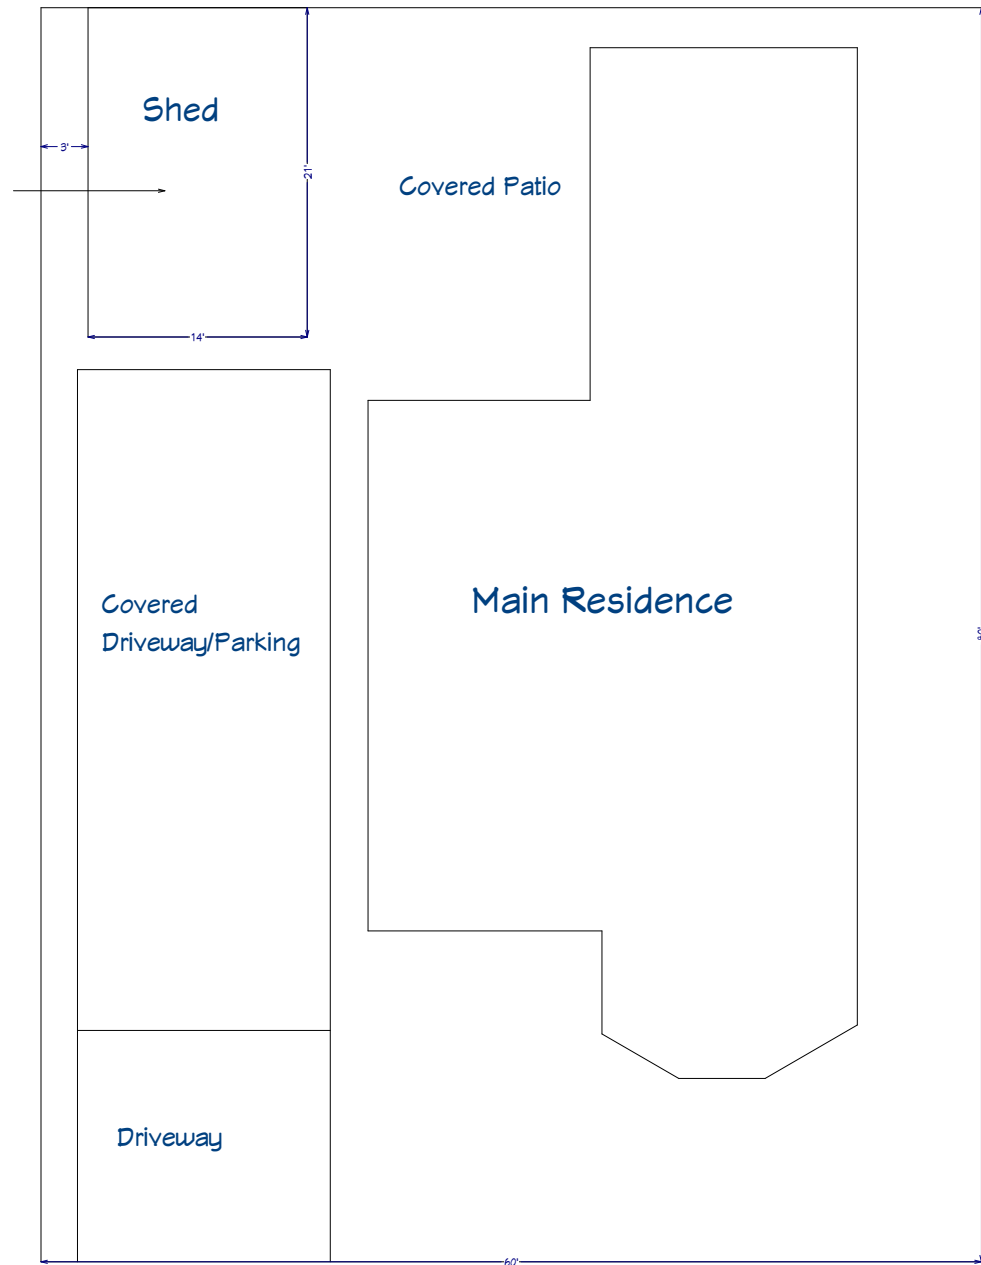 Shed
3'
21'
Covered Patio
14'
Main Residence
Covered
Driveway/Parking
Driveway
60'